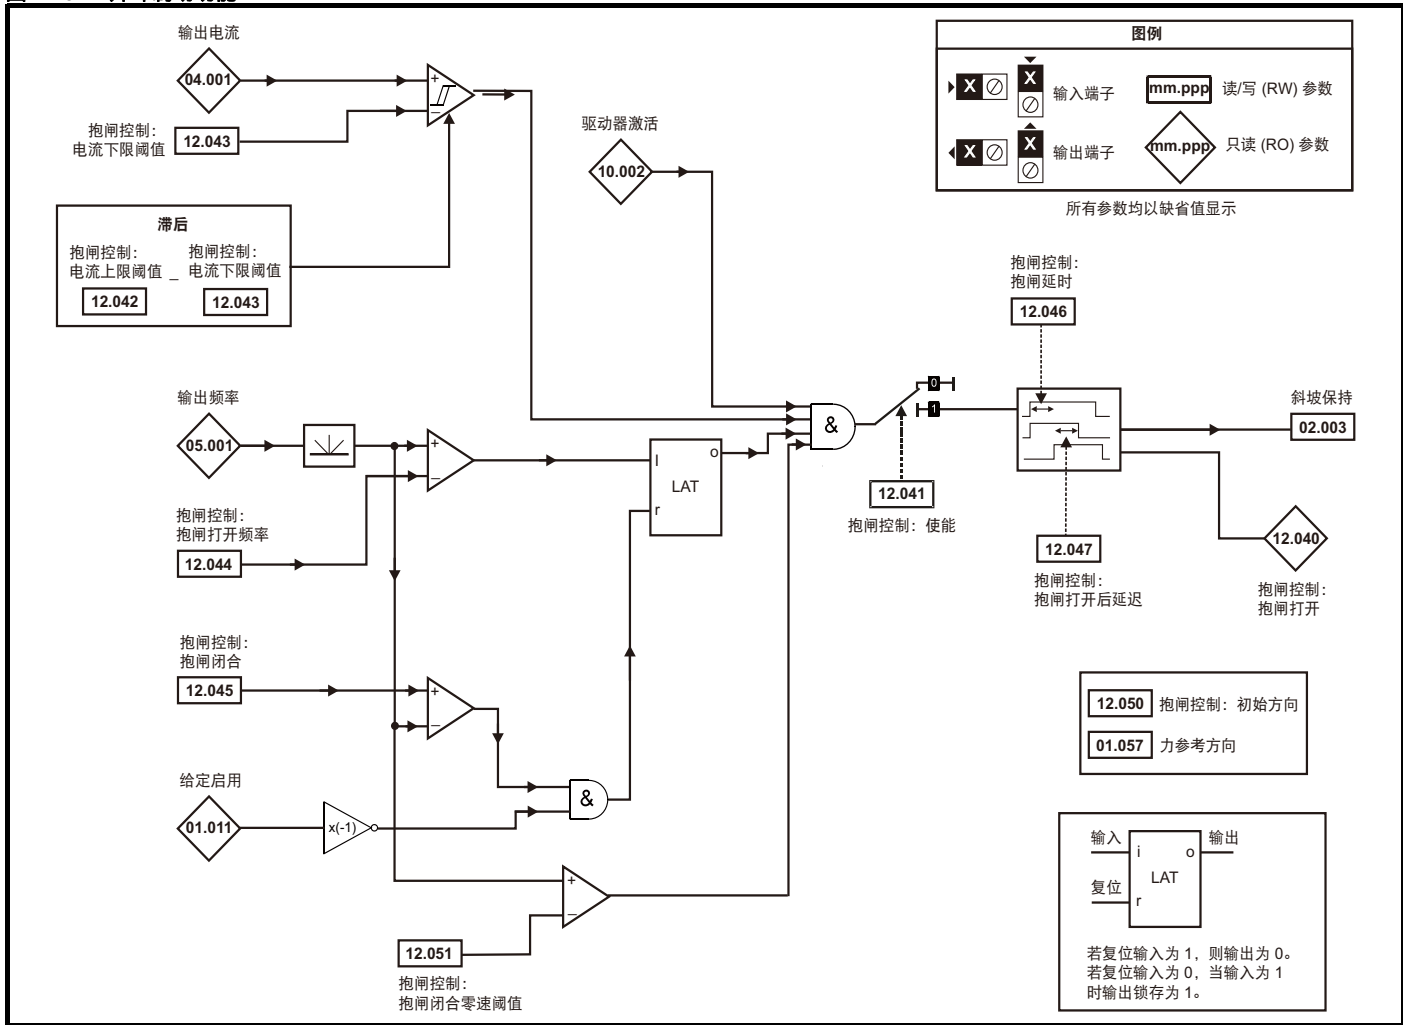 输出电流
04.001
+
−
抱闸控制：
电流下限阈值
12.043
滞后
抱闸控制：
电流上限阈值
−
抱闸控制：
电流下限阈值
12.042
12.043
驱动器激活
10.002
图例
X
X
输入端子
mm.ppp
读/写 (RW) 参数
X
X
输出端子
mm.ppp
只读 (RO) 参数
所有参数均以缺省值显示
抱闸控制：
抱闸延时
12.046
输出频率
05.001
+
−
抱闸控制：
抱闸打开频率
12.044
I
o
LAT
r
&
0
1
12.041
抱闸控制：使能
斜坡保持
02.003
12.047
抱闸控制：
抱闸打开后延迟
12.040
抱闸控制：
抱闸打开
抱闸控制：
抱闸闭合
12.045
+
−
给定启用
01.011
x(-1)
&
+
−
12.051
抱闸控制：
抱闸闭合零速阈值
12.050 抱闸控制：初始方向
01.057 力参考方向
输入
i
o
输出
LAT
复位
r
若复位输入为 1，则输出为 0。
若复位输入为 0，当输入为 1
时输出锁存为 1。